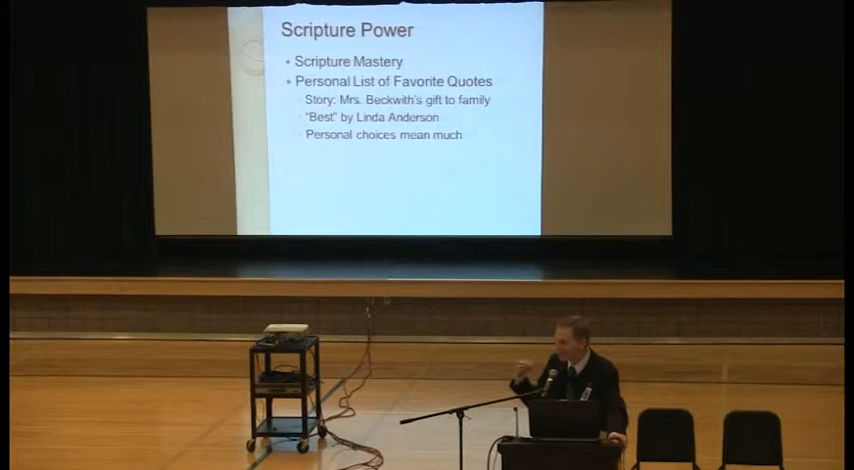 Scripture Power
• Scripture Mastery
• Personal List of Favorite Quotes
Story: Mrs. Beckwith's gift to family
"Best" by Linda Anderson
Personal choices mean much